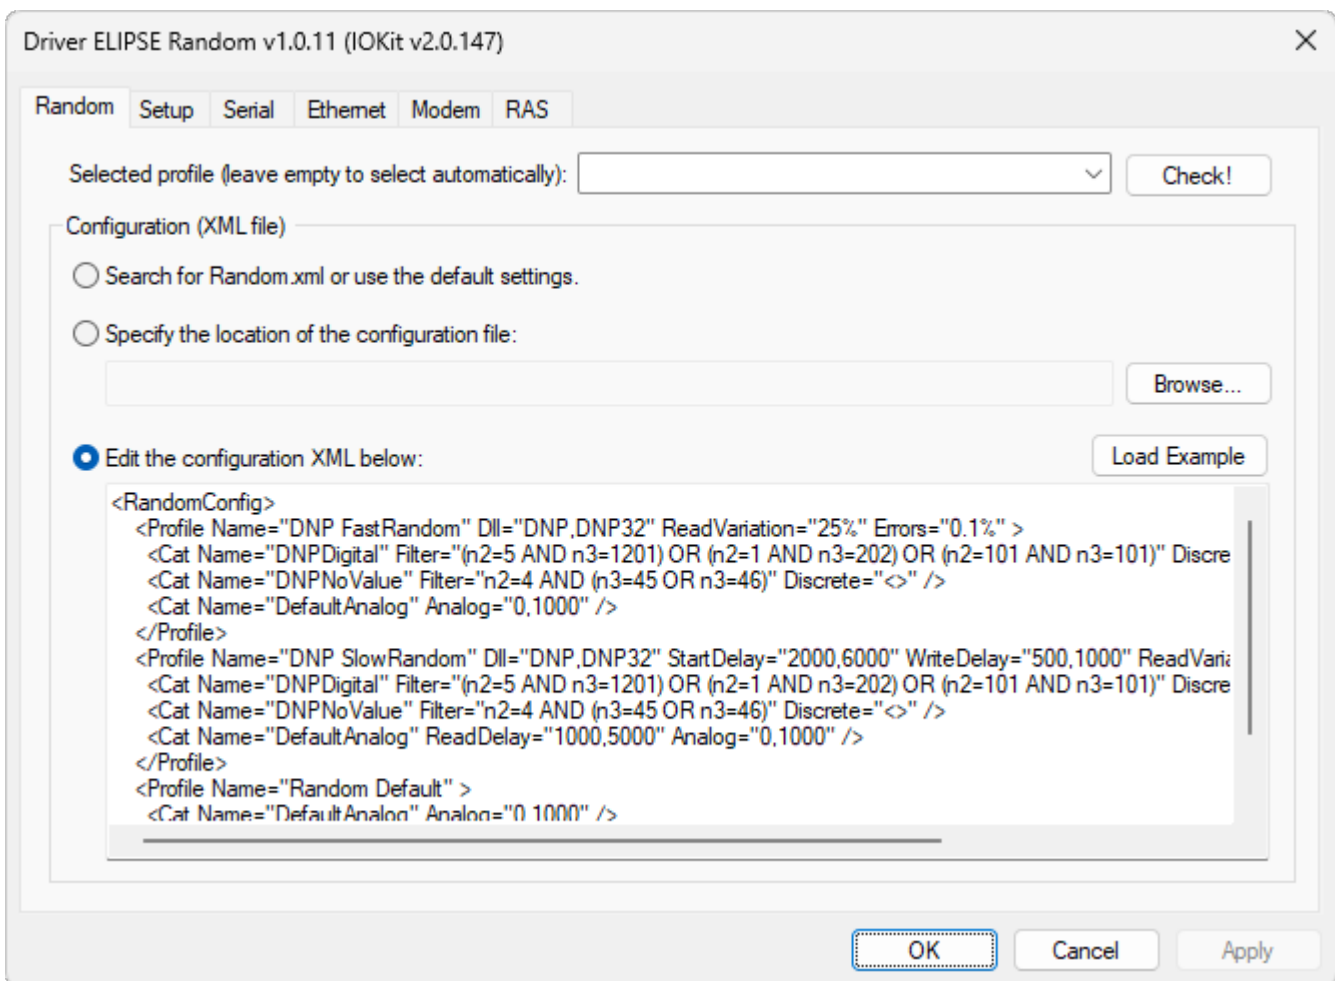 Driver ELIPSE Random v1.0.11 (IOKit v2.0.147)
Random Setup Serial Ethernet Modem RAS
Selected profile (leave empty to select automatically): Check!
Configuration (XML file)
Search for Random.xml or use the default settings.
Specify the location of the configuration file:
Browse...
Edit the configuration XML below: Load Example
<RandomConfig>
<Profile Name="DNP FastRandom" Dll="DNP,DNP32" ReadVariation="25%" Errors="0.1%" >
<Cat Name="DNPDigital" Filter="(n2=5 AND n3=1201) OR (n2=1 AND n3=202) OR (n2=101 AND n3=101)" Discre
<Cat Name="DNPNoValue" Filter="n2=4 AND (n3=45 OR n3=46)" Discrete="<>" />
<Cat Name="DefaultAnalog" Analog="0,1000" />
</Profile>
<Profile Name="DNP SlowRandom" Dll="DNP,DNP32" StartDelay="2000,6000" WriteDelay="500,1000" ReadVaria
<Cat Name="DNPDigital" Filter="(n2=5 AND n3=1201) OR (n2=1 AND n3=202) OR (n2=101 AND n3=101)" Discre
<Cat Name="DNPNoValue" Filter="n2=4 AND (n3=45 OR n3=46)" Discrete="<>" />
<Cat Name="DefaultAnalog" ReadDelay="1000,5000" Analog="0,1000" />
</Profile>
<Profile Name="Random Default" >
<Cat Name="DefaultAnalog" Analog="0,1000" />
OK Cancel Apply